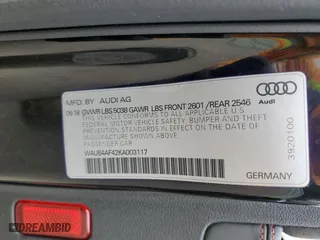 MFD. BY AUDI AG
08/18 GVWR LBS 5038 GAWR LBS FRONT 2601 /REAR 2546
THIS VEHICLE CONFORMS TO ALL APPLICABLE U.S.
FEDERAL MOTOR VEHICLE SAFETY, BUMPER AND THEFT
PREVENTION STANDARDS IN EFFECT ON THE
DATE OF MANUFACTURE SHOWN ABOVE.
PASSENGER CAR
WAUB4AF42KA003117
Audi
3920100
GERMANY
DREAMBID